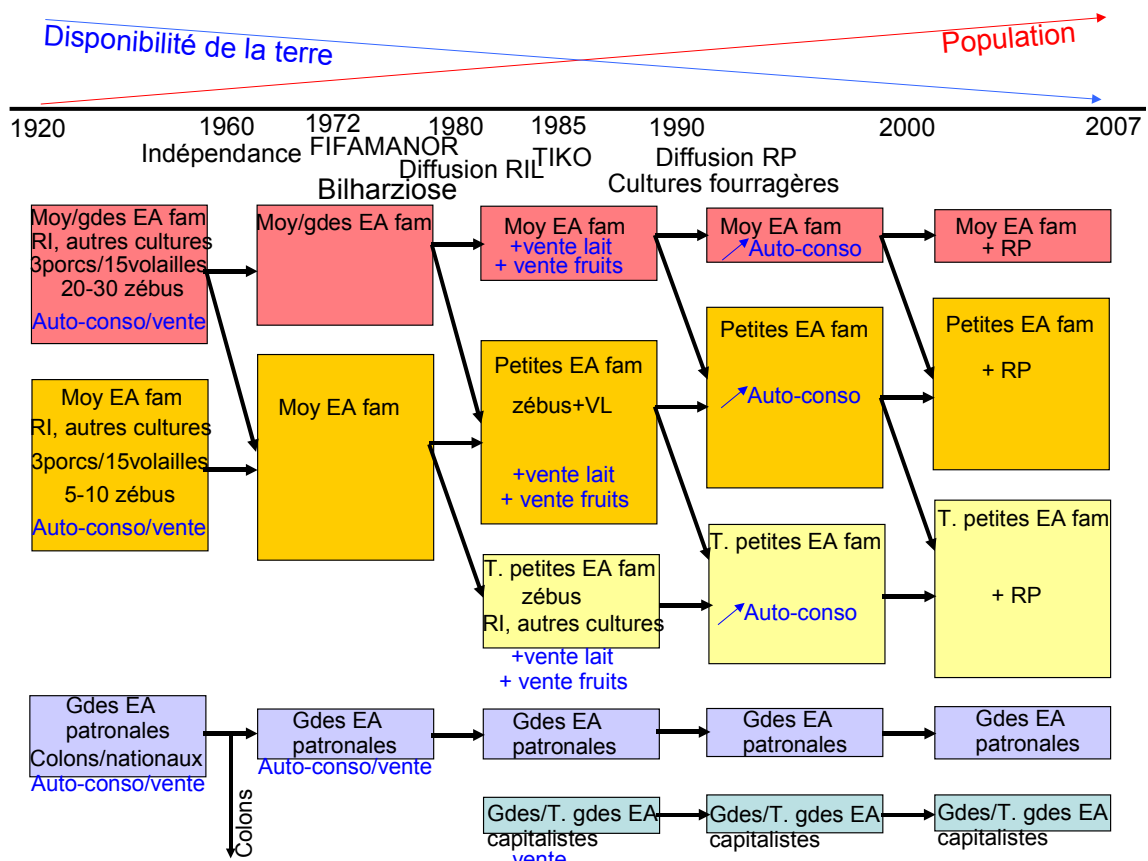 Disponibilité de la terre
Population
1920
1960
1972
1980
1985
1990
2000
2007
Indépendance
FIFAMANOR
Bilharziose
Diffusion RIL
TIKO
Diffusion RP
Cultures fourragères
Moy/gdes EA fam
RI, autres cultures
3porcs/15volailles
20-30 zébus
Auto-conso/vente
Moy/gdes EA fam
Moy EA fam
+vente lait
+ vente fruits
Moy EA fam
Auto-conso
Moy EA fam
+ RP
Moy EA fam
RI, autres cultures
3porcs/15volailles
5-10 zébus
Auto-conso/vente
Moy EA fam
Petites EA fam
zébus+VL
+vente lait
+ vente fruits
Petites EA fam
Auto-conso
Petites EA fam
+ RP
T. petites EA fam
zébus
RI, autres cultures
+vente lait
+ vente fruits
T. petites EA fam
Auto-conso
T. petites EA fam
+ RP
Gdes EA
patronales
Colons/nationaux
Auto-conso/vente
Colons
Gdes EA
patronales
Auto-conso/vente
Gdes EA
patronales
Gdes EA
patronales
Gdes EA
patronales
Gdes/T. gdes EA
capitalistes
vente
Gdes/T. gdes EA
capitalistes
Gdes/T. gdes EA
capitalistes